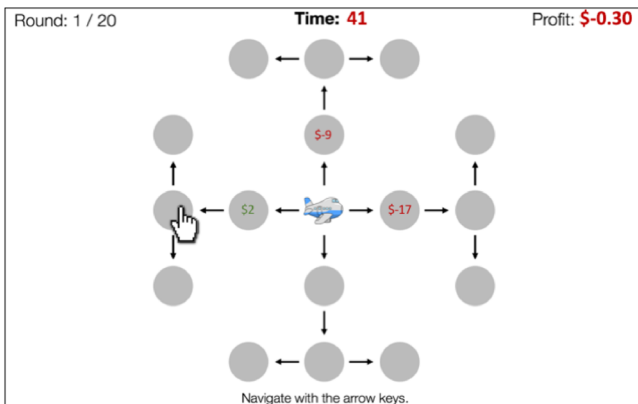 Round: 1 / 20 Time: 41 Profit: $-0.30
$-9
$2 $-17
Navigate with the arrow keys.